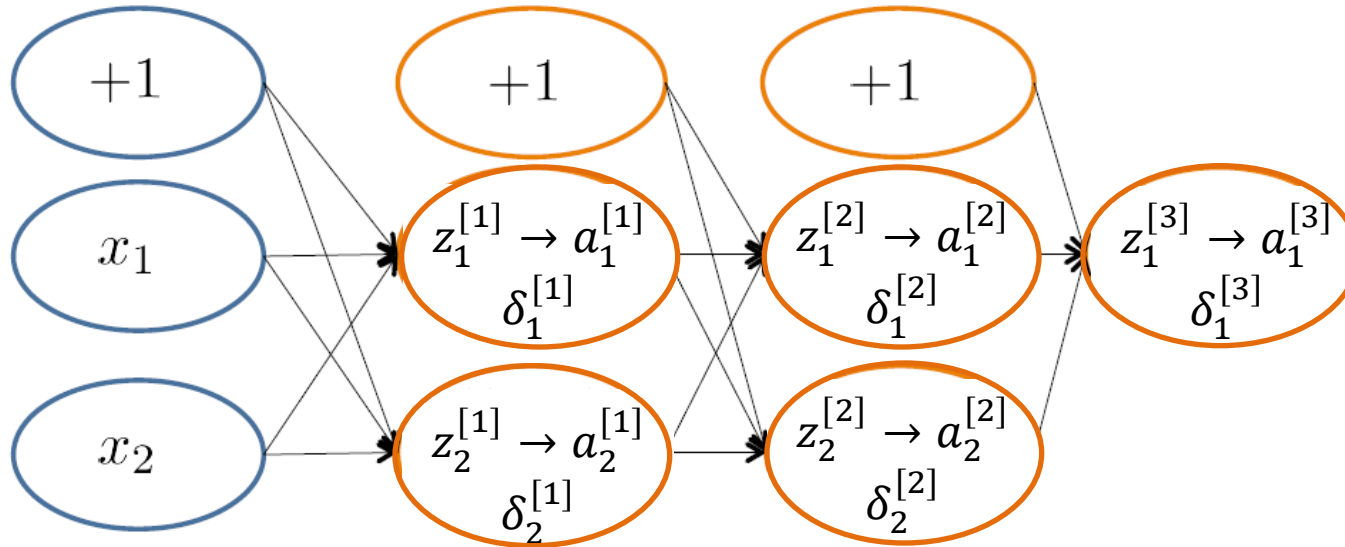 +1 +1 +1
x₁ z₁^[1] → a₁^[1] z₁^[2] → a₁^[2] z₁^[3] → a₁^[3]
δ₁^[1] δ₁^[2] δ₁^[3]
x₂ z₂^[1] → a₂^[1] z₂^[2] → a₂^[2]
δ₂^[1] δ₂^[2]